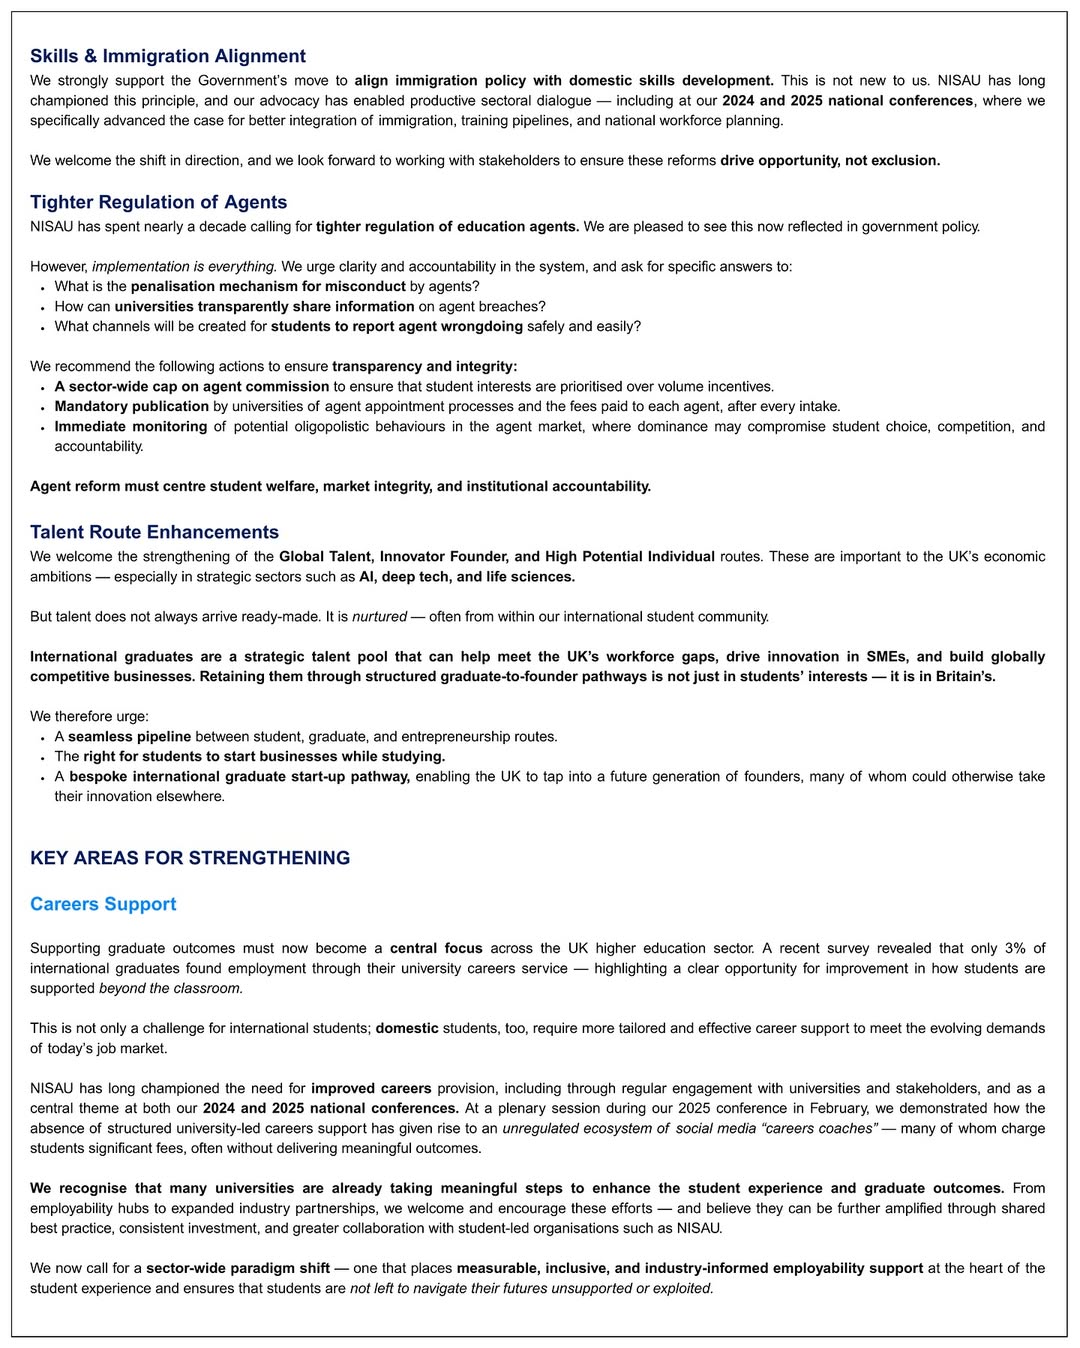 Skills & Immigration Alignment
We strongly support the Government's move to align immigration policy with domestic skills development. This is not new to us. NISAU has long
championed this principle, and our advocacy has enabled productive sectoral dialogue — including at our 2024 and 2025 national conferences, where we
specifically advanced the case for better integration of immigration, training pipelines, and national workforce planning.
We welcome the shift in direction, and we look forward to working with stakeholders to ensure these reforms drive opportunity, not exclusion.
Tighter Regulation of Agents
NISAU has spent nearly a decade calling for tighter regulation of education agents. We are pleased to see this now reflected in government policy.
However, implementation is everything. We urge clarity and accountability in the system, and ask for specific answers to:
• What is the penalisation mechanism for misconduct by agents?
• How can universities transparently share information on agent breaches?
• What channels will be created for students to report agent wrongdoing safely and easily?
We recommend the following actions to ensure transparency and integrity:
• A sector-wide cap on agent commission to ensure that student interests are prioritised over volume incentives.
• Mandatory publication by universities of agent appointment processes and the fees paid to each agent, after every intake.
• Immediate monitoring of potential oligopolistic behaviours in the agent market, where dominance may compromise student choice, competition, and
accountability.
Agent reform must centre student welfare, market integrity, and institutional accountability.
Talent Route Enhancements
We welcome the strengthening of the Global Talent, Innovator Founder, and High Potential Individual routes. These are important to the UK's economic
ambitions — especially in strategic sectors such as AI, deep tech, and life sciences.
But talent does not always arrive ready-made. It is nurtured — often from within our international student community.
International graduates are a strategic talent pool that can help meet the UK's workforce gaps, drive innovation in SMEs, and build globally
competitive businesses. Retaining them through structured graduate-to-founder pathways is not just in students' interests — it is in Britain's.
We therefore urge:
• A seamless pipeline between student, graduate, and entrepreneurship routes.
• The right for students to start businesses while studying.
• A bespoke international graduate start-up pathway, enabling the UK to tap into a future generation of founders, many of whom could otherwise take
their innovation elsewhere.
KEY AREAS FOR STRENGTHENING
Careers Support
Supporting graduate outcomes must now become a central focus across the UK higher education sector. A recent survey revealed that only 3% of
international graduates found employment through their university careers service — highlighting a clear opportunity for improvement in how students are
supported beyond the classroom.
This is not only a challenge for international students; domestic students, too, require more tailored and effective career support to meet the evolving demands
of today's job market.
NISAU has long championed the need for improved careers provision, including through regular engagement with universities and stakeholders, and as a
central theme at both our 2024 and 2025 national conferences. At a plenary session during our 2025 conference in February, we demonstrated how the
absence of structured university-led careers support has given rise to an unregulated ecosystem of social media “careers coaches” — many of whom charge
students significant fees, often without delivering meaningful outcomes.
We recognise that many universities are already taking meaningful steps to enhance the student experience and graduate outcomes. From
employability hubs to expanded industry partnerships, we welcome and encourage these efforts — and believe they can be further amplified through shared
best practice, consistent investment, and greater collaboration with student-led organisations such as NISAU.
We now call for a sector-wide paradigm shift — one that places measurable, inclusive, and industry-informed employability support at the heart of the
student experience and ensures that students are not left to navigate their futures unsupported or exploited.